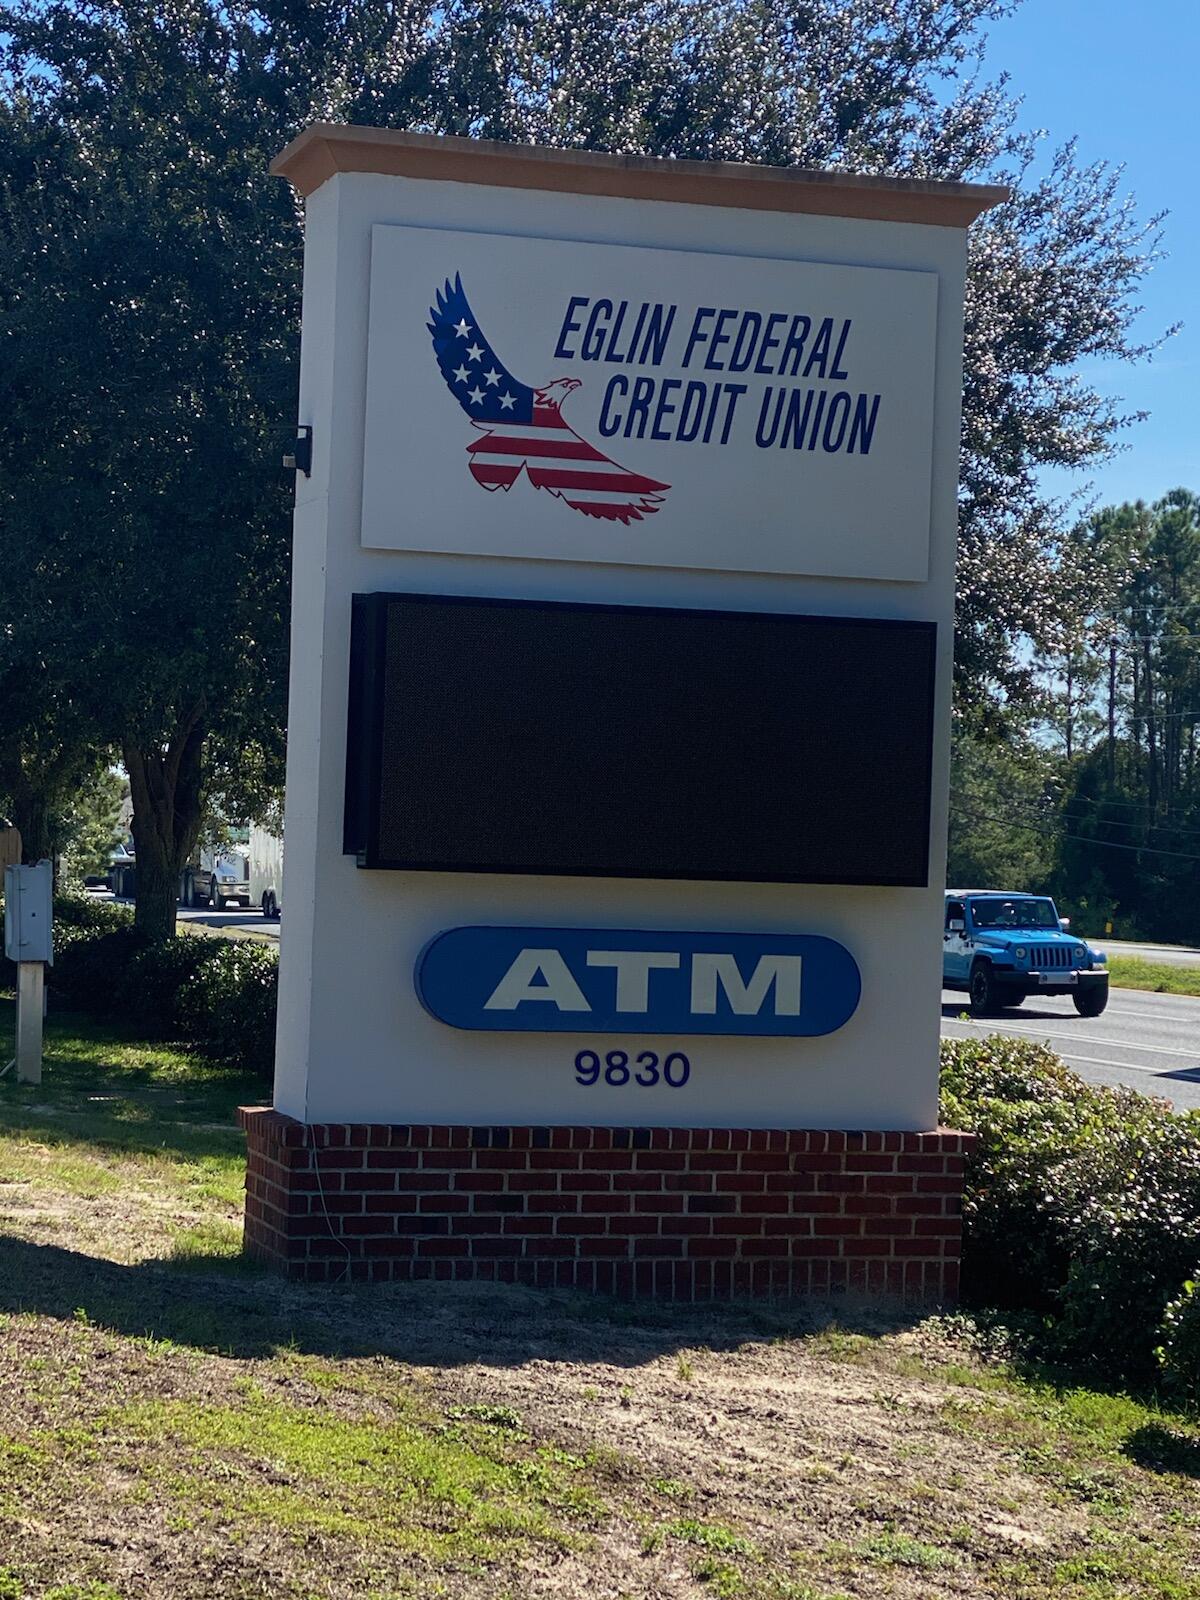 EGLIN FEDERAL
CREDIT UNION
ATM
9830